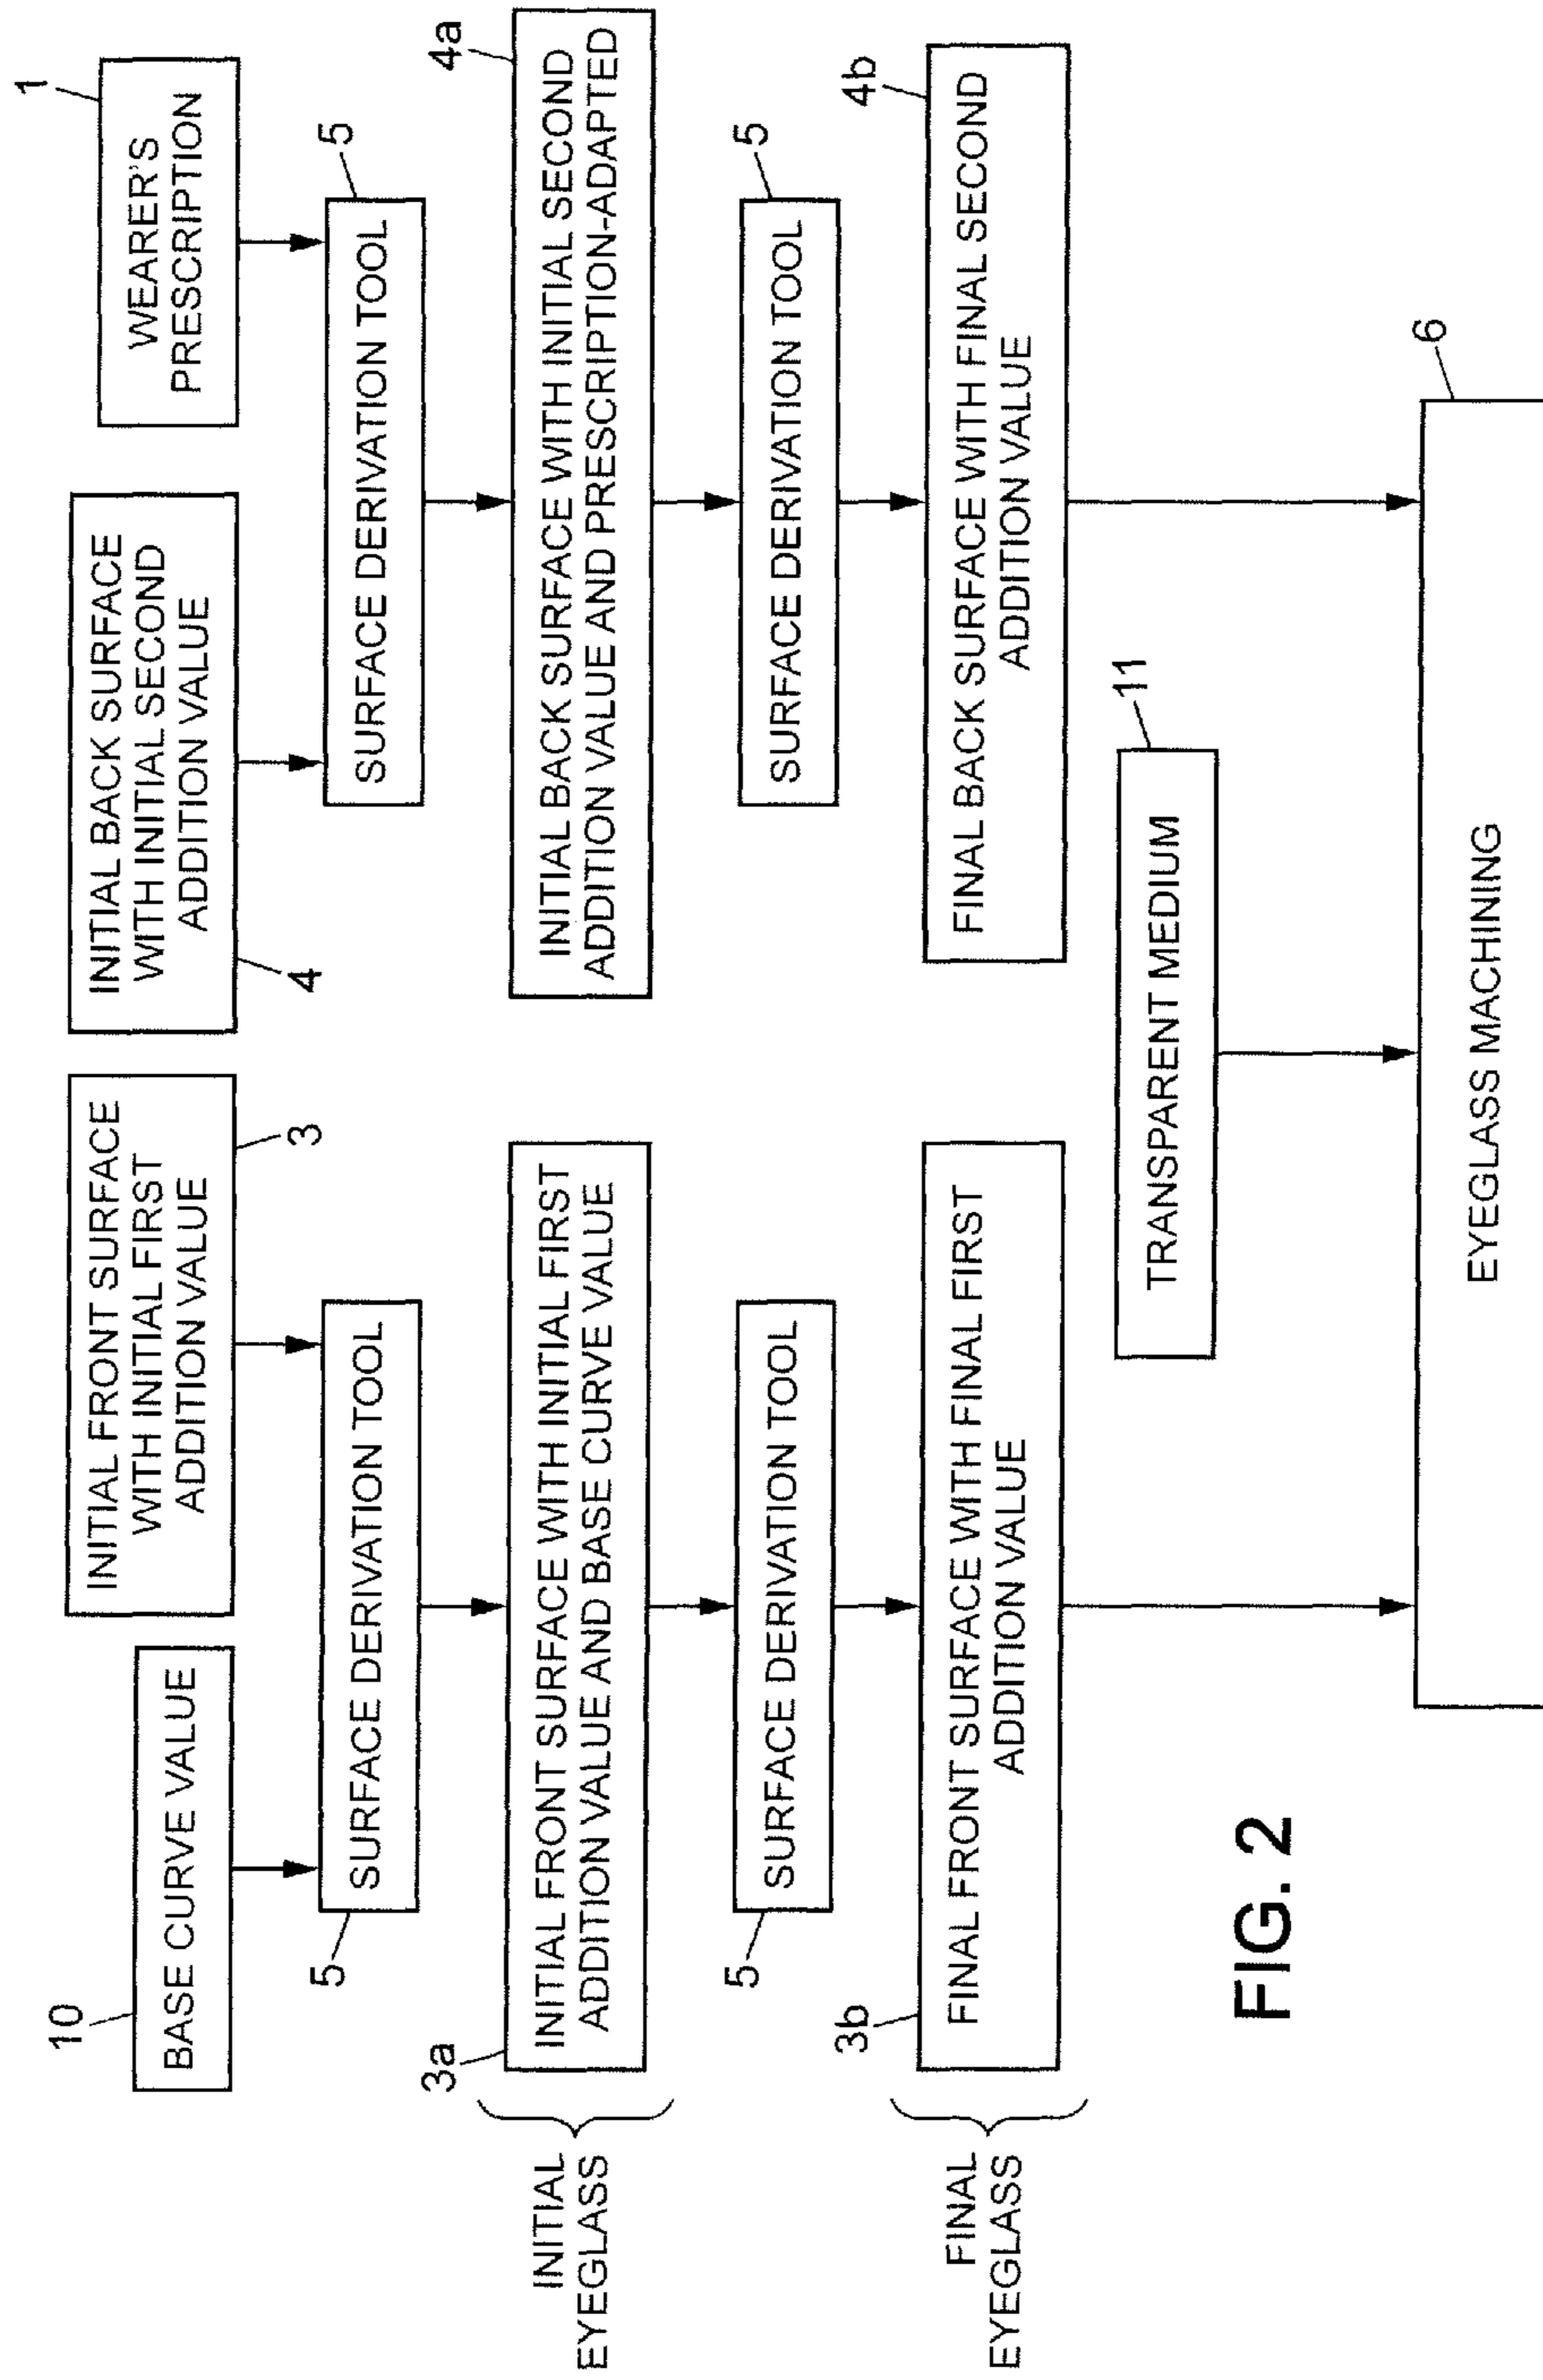 10
BASE CURVE VALUE
INITIAL FRONT SURFACE
WITH INITIAL FIRST
ADDITION VALUE
3
INITIAL BACK SURFACE
WITH INITIAL SECOND
ADDITION VALUE
4
1
WEARER'S
PRESCRIPTION
5
SURFACE DERIVATION TOOL
SURFACE DERIVATION TOOL
5
INITIAL
EYEGLASS
3a
INITIAL FRONT SURFACE WITH INITIAL FIRST
ADDITION VALUE AND BASE CURVE VALUE
4a
INITIAL BACK SURFACE WITH INITIAL SECOND
ADDITION VALUE AND PRESCRIPTION-ADAPTED
5
SURFACE DERIVATION TOOL
SURFACE DERIVATION TOOL
5
FINAL
EYEGLASS
3b
FINAL FRONT SURFACE WITH FINAL FIRST
ADDITION VALUE
4b
FINAL BACK SURFACE WITH FINAL SECOND
ADDITION VALUE
TRANSPARENT MEDIUM
11
FIG. 2
EYEGLASS MACHINING
6